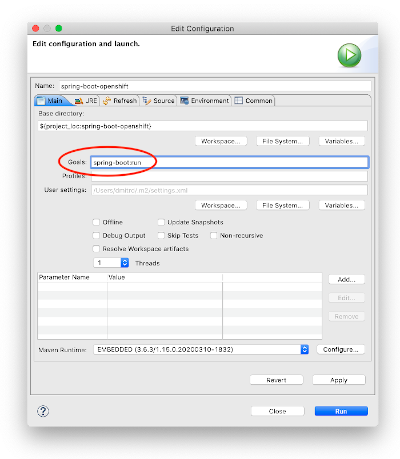 Edit Configuration
Edit configuration and launch.
Name: spring-boot-openshift
Main JRE Refresh Source Environment Common
Base directory:
${project_loc:spring-boot-openshift}
Workspace... File System... Variables...
Goals: spring-boot:run
Profiles:
User settings: /Users/dmbrc/.m2/settings.xml
Workspace... File System... Variables...
Offline Update Snapshots
Debug Output Skip Tests Non-recursive
Resolve Workspace artifacts
1 Threads
Parameter Name Value
Add...
Edit...
Remove
Maven Runtime: EMBEDDED (3.6.3/1.15.0.20200310-1832) Configure...
Revert Apply
? Close Run